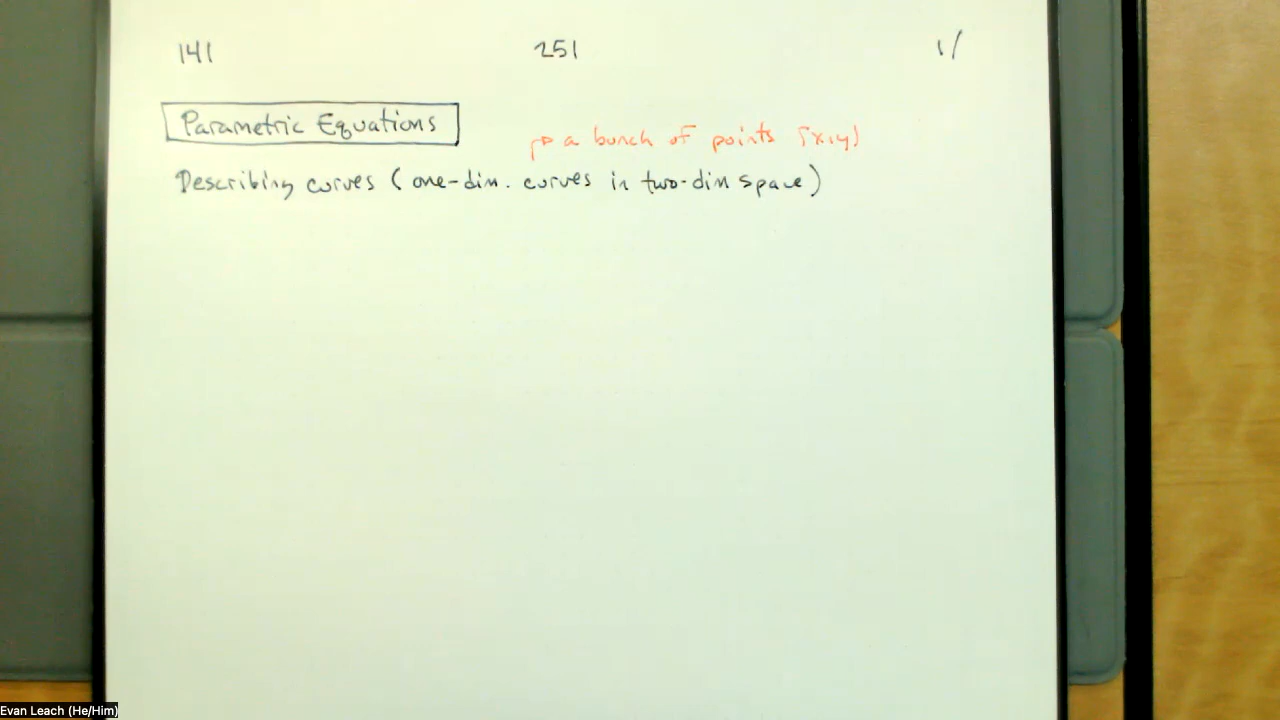 141 251 1/
Parametric Equations
→ a bunch of points (x,y)
Describing curves (one-dim. curves in two-dim space)
Evan Leach (He/Him)